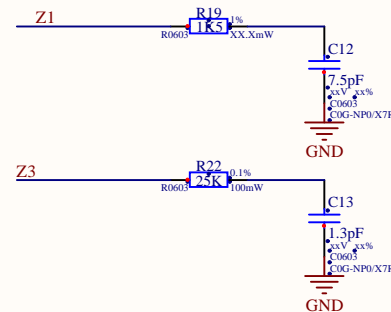 Z1
R19
1%
1K5
R0603
XX.XmW
C12
7.5pF
xxV xx%
C0603
C0G-NP0/X7R
GND
Z3
R22
0.1%
25K
R0603
100mW
C13
1.3pF
xxV xx%
C0603
C0G-NP0/X7R
GND